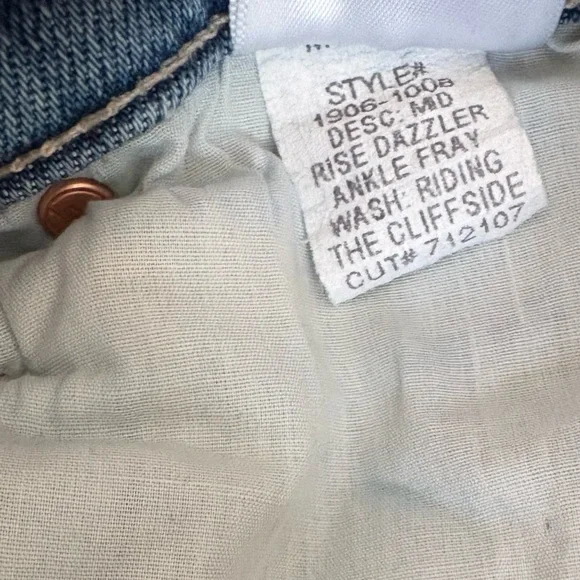 STYLE#
1906-1008
DESC: MID
RISE DAZZLER
ANKLE FRAY
WASH: RIDING
THE CLIFFSIDE
CUT# 712107